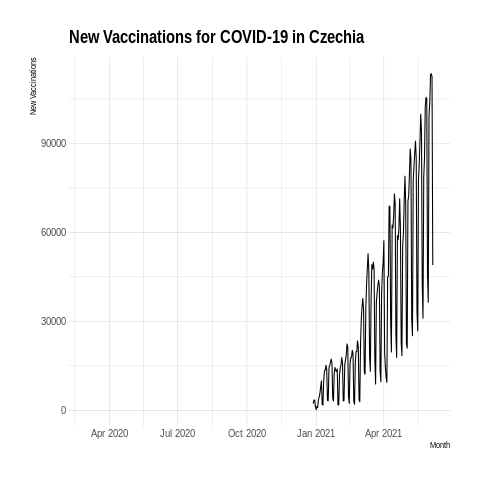 New Vaccinations for COVID-19 in Czechia
New Vaccinations
90000
60000
30000
0
Apr 2020 Jul 2020 Oct 2020 Jan 2021 Apr 2021
Month